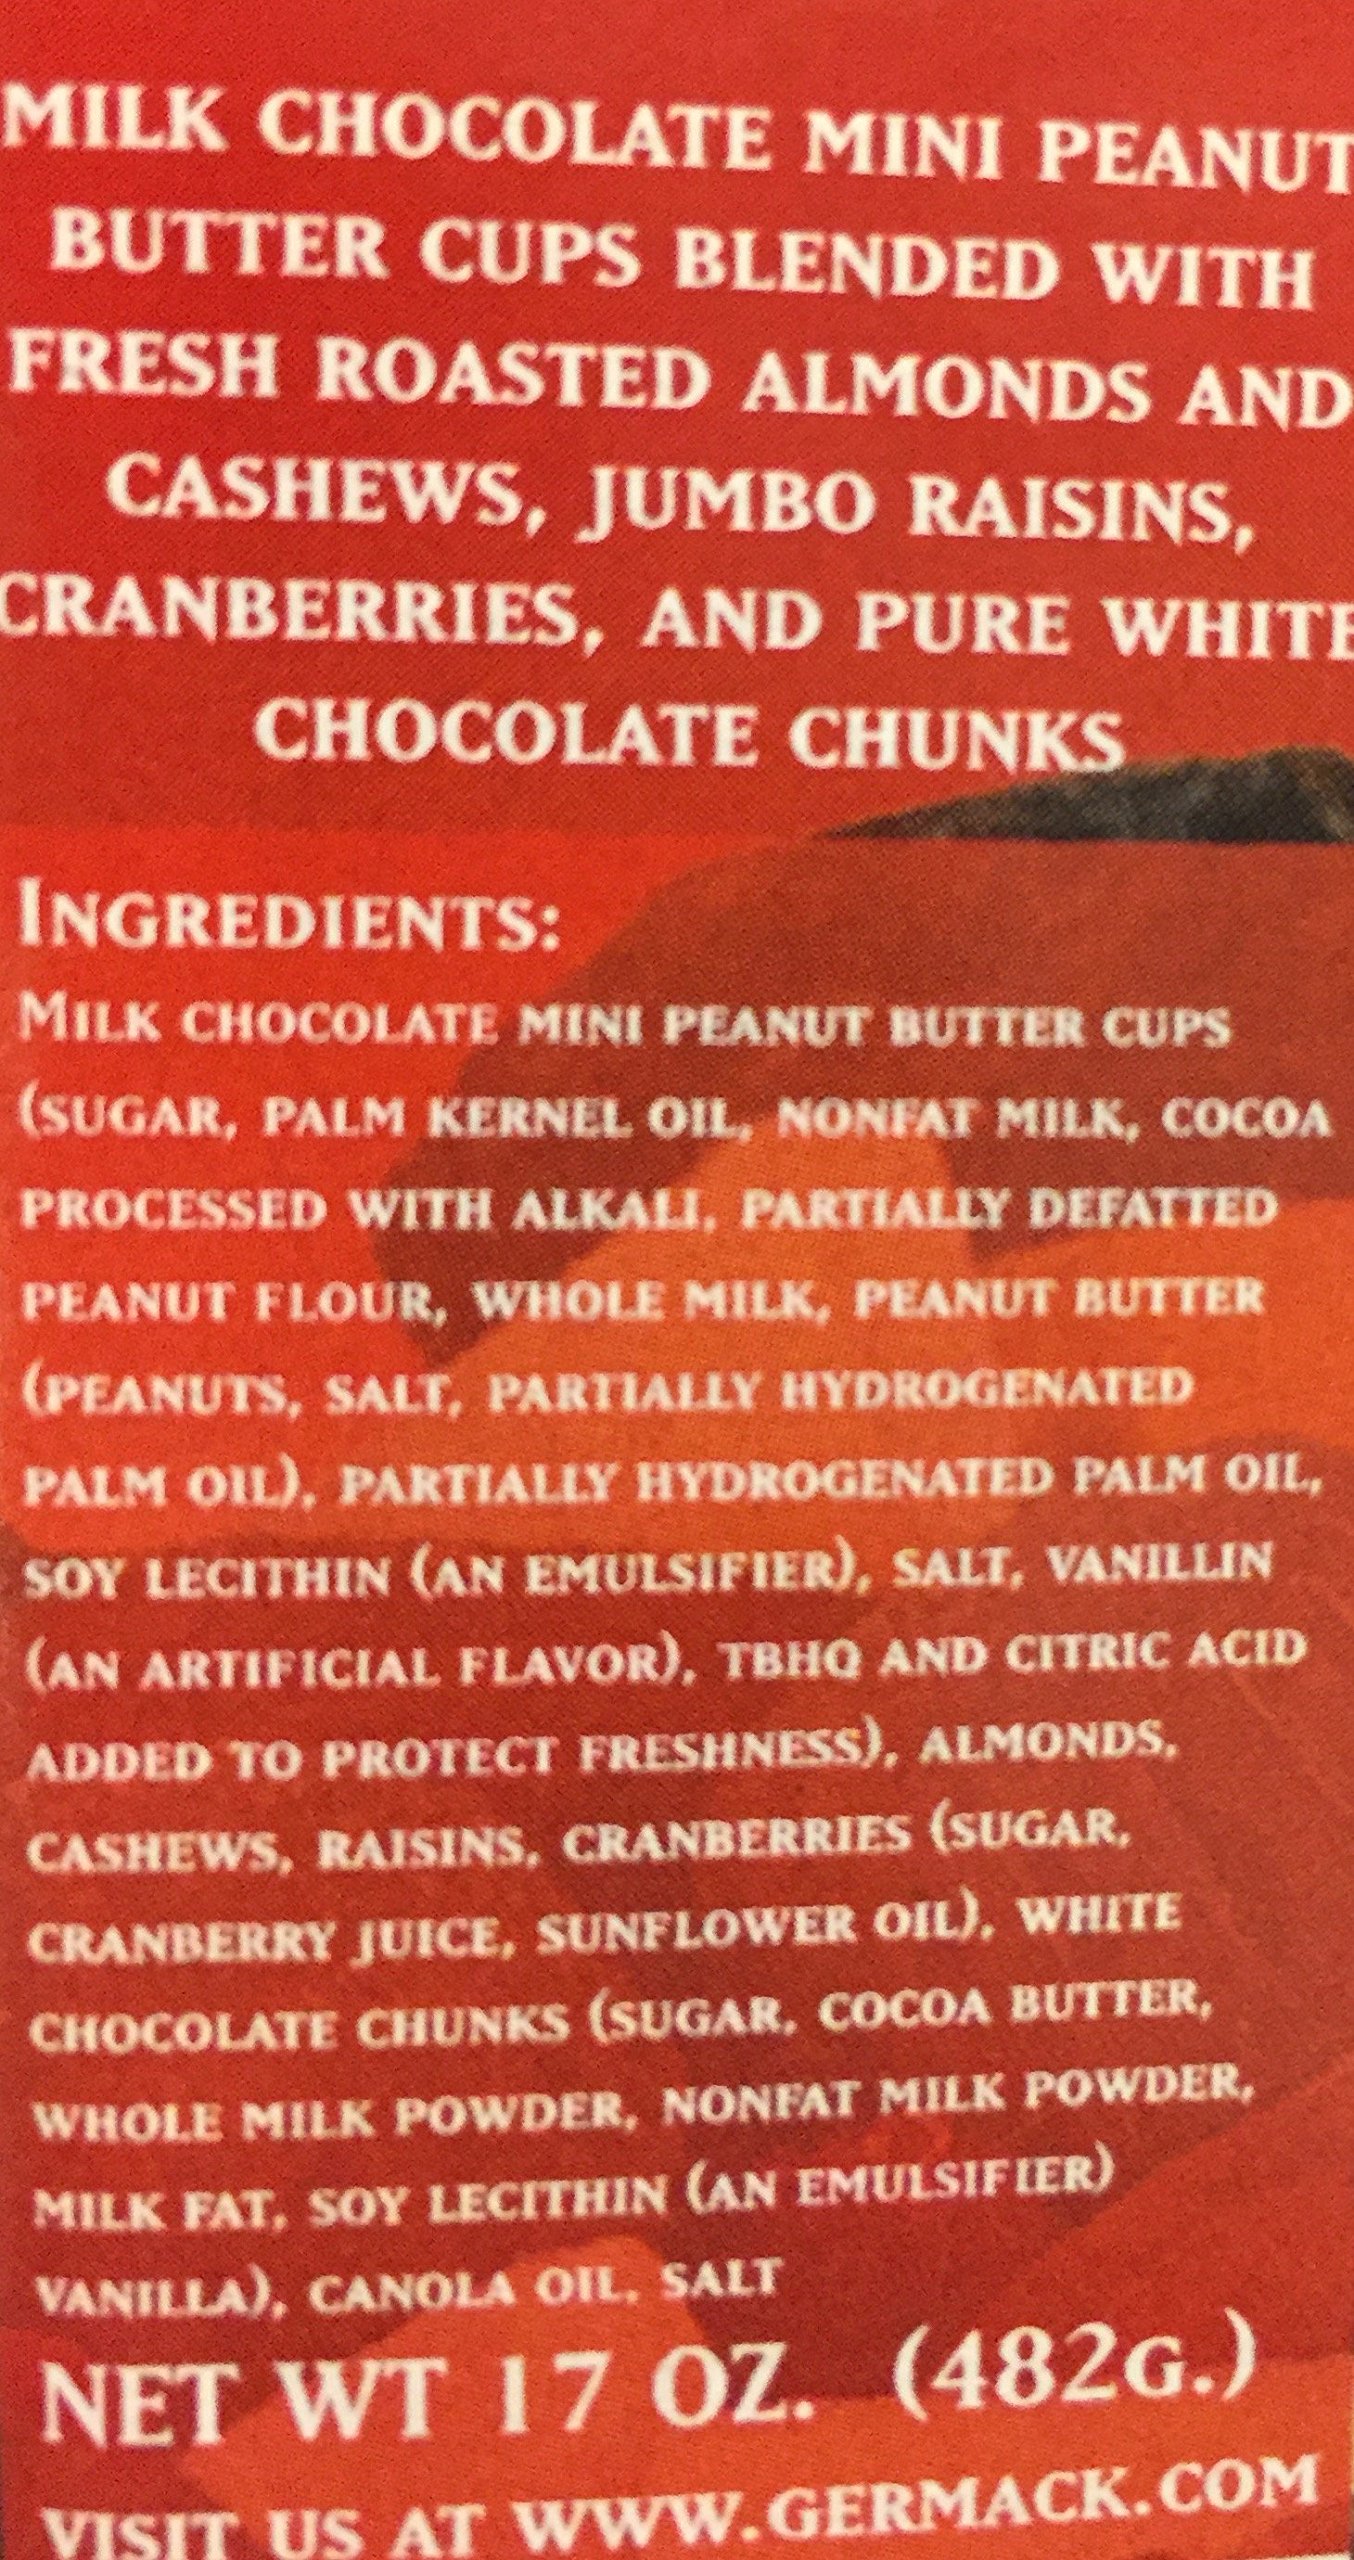 MILK CHOCOLATE MINI PEANUT
BUTTER CUPS BLENDED WITH
FRESH ROASTED ALMONDS AND
CASHEWS, JUMBO RAISINS,
CRANBERRIES, AND PURE WHITE
CHOCOLATE CHUNKS
INGREDIENTS:
MILK CHOCOLATE MINI PEANUT BUTTER CUPS
(SUGAR, PALM KERNEL OIL, NONFAT MILK, COCOA
PROCESSED WITH ALKALI, PARTIALLY DEFATTED
PEANUT FLOUR, WHOLE MILK, PEANUT BUTTER
(PEANUTS, SALT, PARTIALLY HYDROGENATED
PALM OIL), PARTIALLY HYDROGENATED PALM OIL,
SOY LECITHIN (AN EMULSIFIER), SALT, VANILLIN
(AN ARTIFICIAL FLAVOR), TBHQ AND CITRIC ACID
ADDED TO PROTECT FRESHNESS), ALMONDS,
CASHEWS, RAISINS, CRANBERRIES (SUGAR,
CRANBERRY JUICE, SUNFLOWER OIL), WHITE
CHOCOLATE CHUNKS (SUGAR, COCOA BUTTER,
WHOLE MILK POWDER, NONFAT MILK POWDER,
MILK FAT, SOY LECITHIN (AN EMULSIFIER)
VANILLA), CANOLA OIL, SALT
NET WT 17 OZ. (482G.)
VISIT US AT WWW.GERMACK.COM